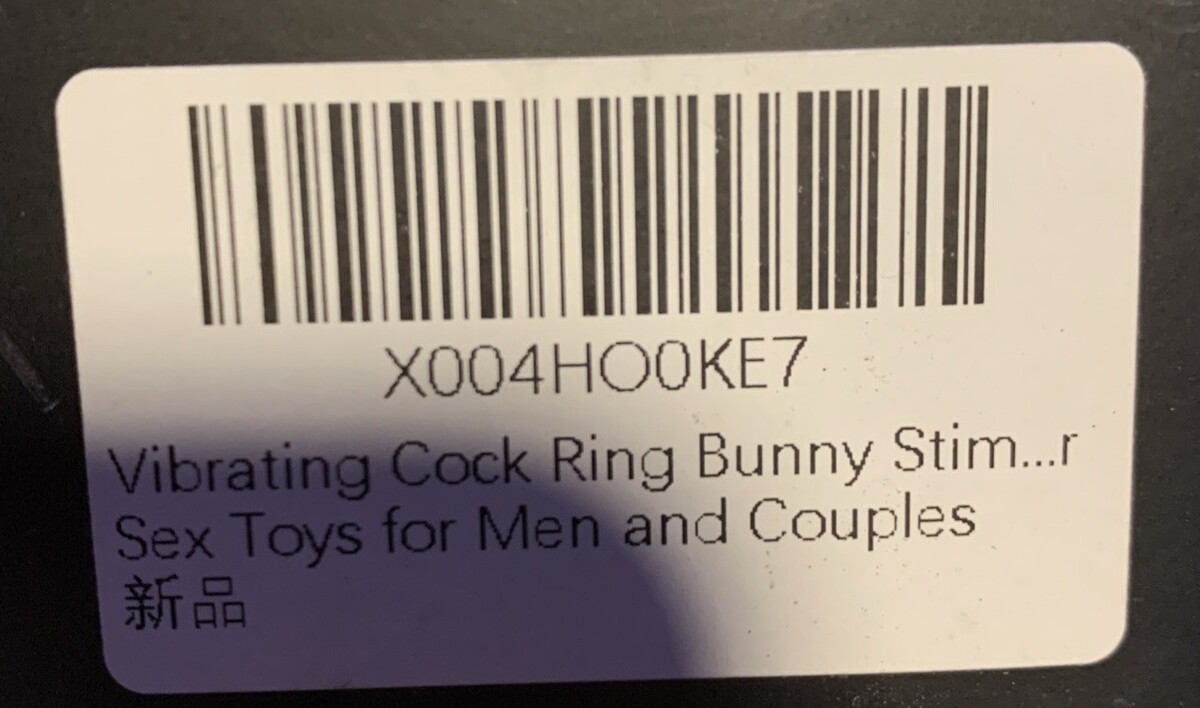 X004HO0KE7
Vibrating Cock Ring Bunny Stim...r
Sex Toys for Men and Couples
新品